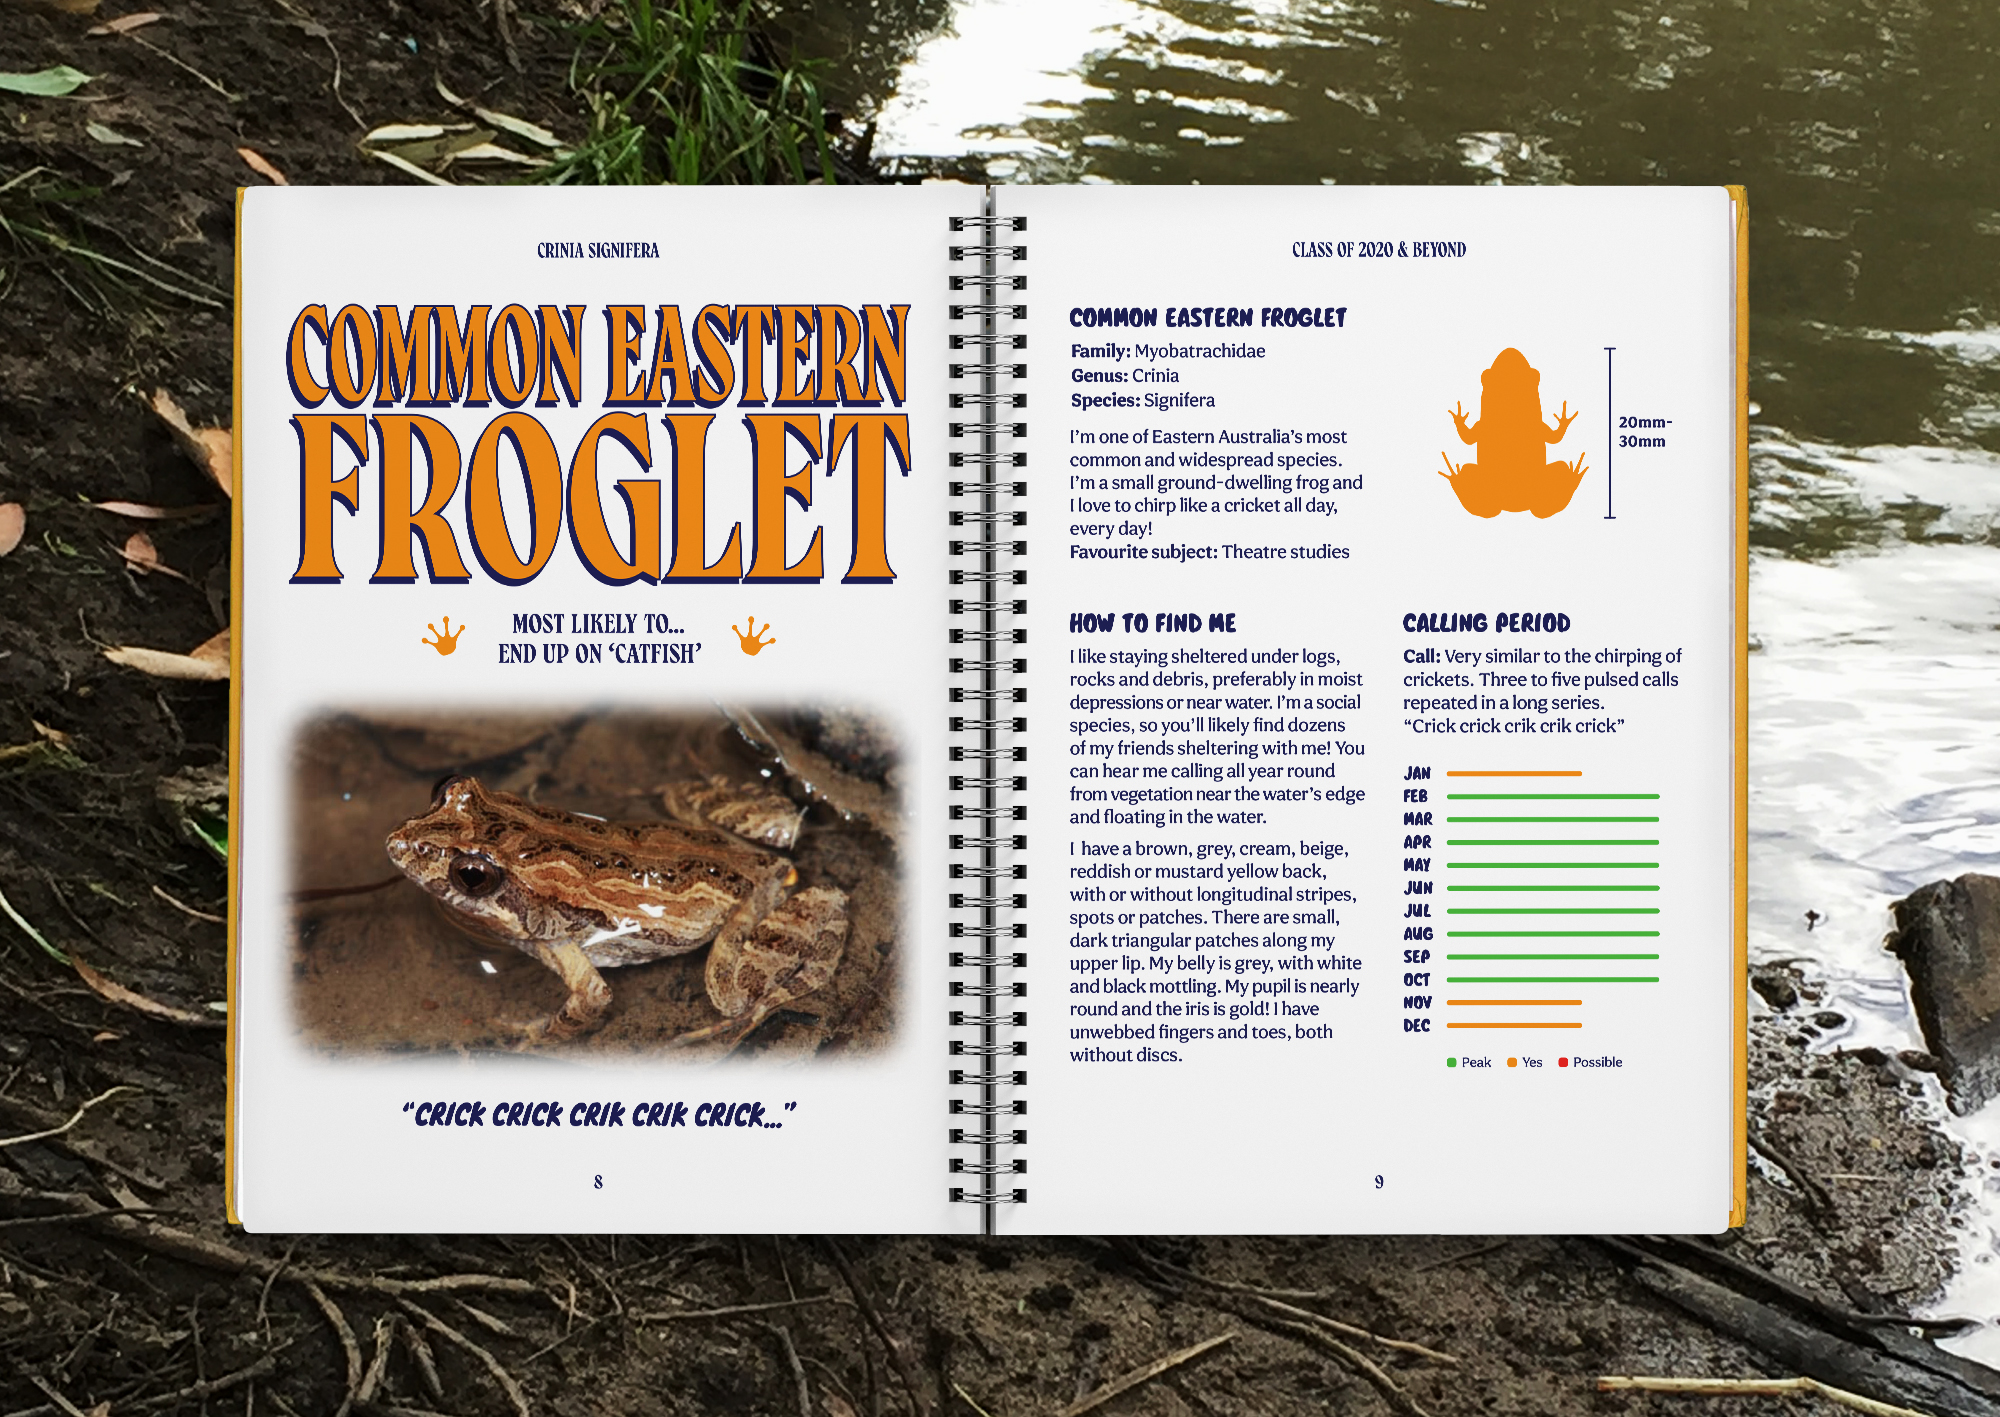 CRINIA SIGNIFERA
COMMON EASTERN
FROGLET
MOST LIKELY TO...
END UP ON ‘CATFISH’
“CRICK CRICK CRIK CRIK CRICK...”
8
CLASS OF 2020 & BEYOND
COMMON EASTERN FROGLET
Family: Myobatrachidae
Genus: Crinia
Species: Signifera
I’m one of Eastern Australia’s most
common and widespread species.
I’m a small ground-dwelling frog and
I love to chirp like a cricket all day,
every day!
Favourite subject: Theatre studies
20mm-
30mm
HOW TO FIND ME
I like staying sheltered under logs,
rocks and debris, preferably in moist
depressions or near water. I’m a social
species, so you’ll likely find dozens
of my friends sheltering with me! You
can hear me calling all year round
from vegetation near the water’s edge
and floating in the water.
I have a brown, grey, cream, beige,
reddish or mustard yellow back,
with or without longitudinal stripes,
spots or patches. There are small,
dark triangular patches along my
upper lip. My belly is grey, with white
and black mottling. My pupil is nearly
round and the iris is gold! I have
unwebbed fingers and toes, both
without discs.
CALLING PERIOD
Call: Very similar to the chirping of
crickets. Three to five pulsed calls
repeated in a long series.
“Crick crick crik crik crick”
JAN
FEB
MAR
APR
MAY
JUN
JUL
AUG
SEP
OCT
NOV
DEC
Peak Yes Possible
9